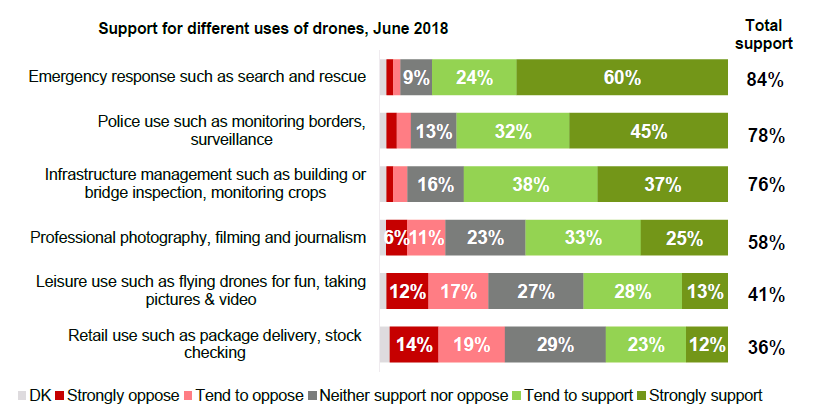 Support for different uses of drones, June 2018
Total
support
Emergency response such as search and rescue
9% 24% 60% 84%
Police use such as monitoring borders,
surveillance
13% 32% 45% 78%
Infrastructure management such as building or
bridge inspection, monitoring crops
16% 38% 37% 76%
Professional photography, filming and journalism
6% 11% 23% 33% 25% 58%
Leisure use such as flying drones for fun, taking
pictures & video
12% 17% 27% 28% 13% 41%
Retail use such as package delivery, stock
checking
14% 19% 29% 23% 12% 36%
DK Strongly oppose Tend to oppose Neither support nor oppose Tend to support Strongly support